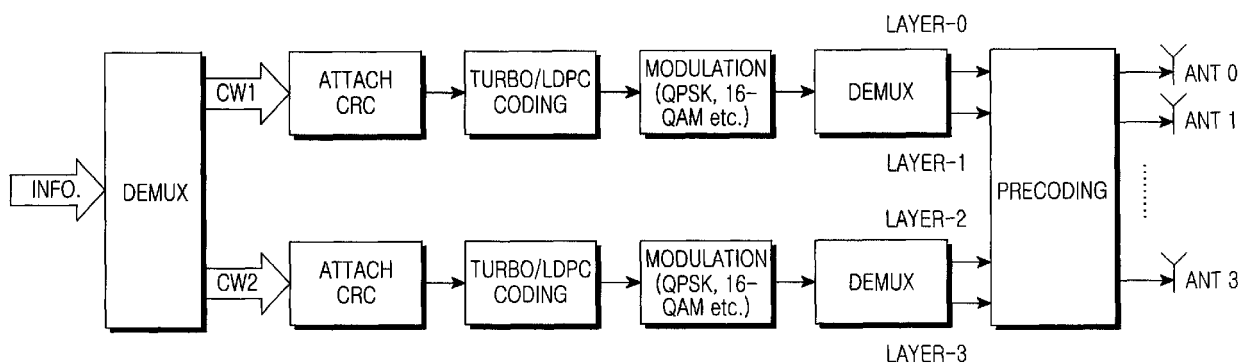 INFO.
DEMUX
CW1
ATTACH
CRC
TURBO/LDPC
CODING
MODULATION
(QPSK, 16-
QAM etc.)
DEMUX
LAYER-0
LAYER-1
CW2
ATTACH
CRC
TURBO/LDPC
CODING
MODULATION
(QPSK, 16-
QAM etc.)
DEMUX
LAYER-2
LAYER-3
PRECODING
ANT 0
ANT 1
ANT 3